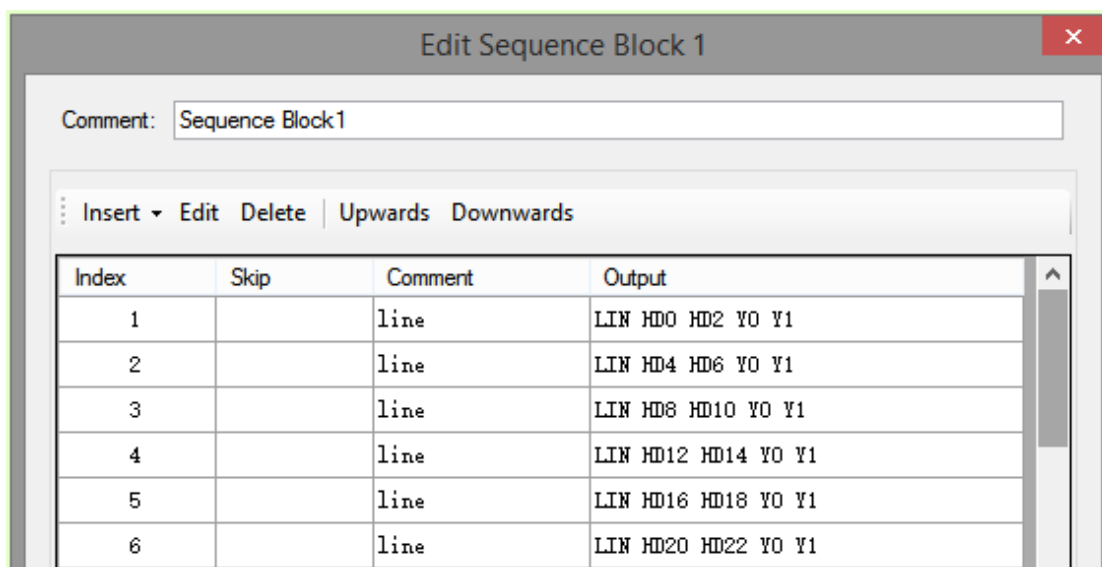 Edit Sequence Block 1
Comment: Sequence Block1
Insert Edit Delete Upwards Downwards
Index Skip Comment Output
1 line LIN HD0 HD2 Y0 Y1
2 line LIN HD4 HD6 Y0 Y1
3 line LIN HD8 HD10 Y0 Y1
4 line LIN HD12 HD14 Y0 Y1
5 line LIN HD16 HD18 Y0 Y1
6 line LIN HD20 HD22 Y0 Y1